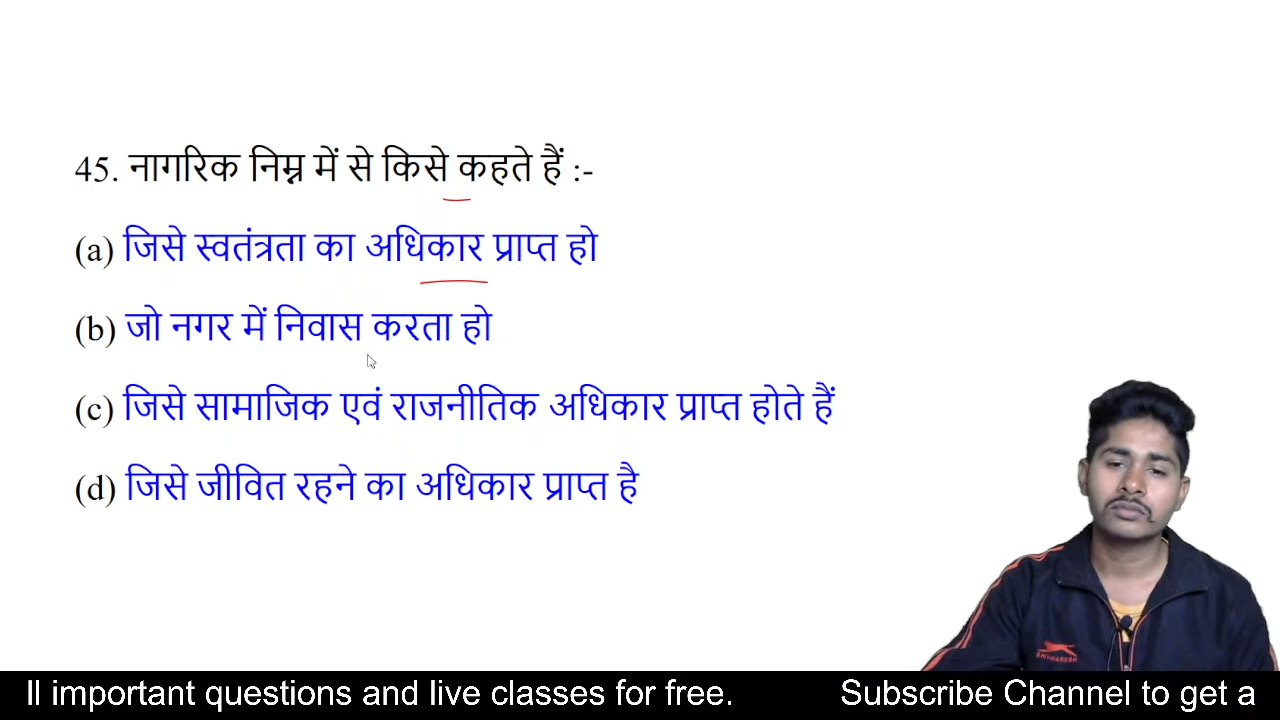 45. नागरिक निम्न में से किसे कहते हैं :-
(a) जिसे स्वतंत्रता का अधिकार प्राप्त हो
(b) जो नगर में निवास करता हो
(c) जिसे सामाजिक एवं राजनीतिक अधिकार प्राप्त होते हैं
(d) जिसे जीवित रहने का अधिकार प्राप्त है
ll important questions and live classes for free. Subscribe Channel to get a